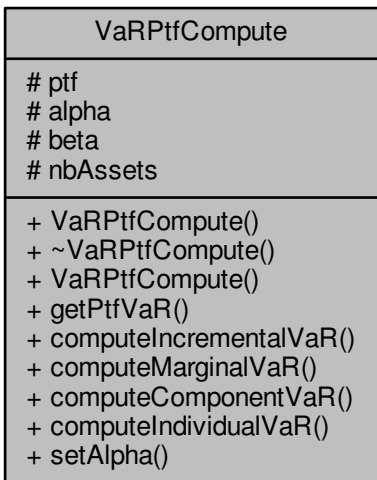 VaRPtfCompute
# ptf
# alpha
# beta
# nbAssets
+ VaRPtfCompute()
+ ~VaRPtfCompute()
+ VaRPtfCompute()
+ getPtfVaR()
+ computeIncrementalVaR()
+ computeMarginalVaR()
+ computeComponentVaR()
+ computeIndividualVaR()
+ setAlpha()